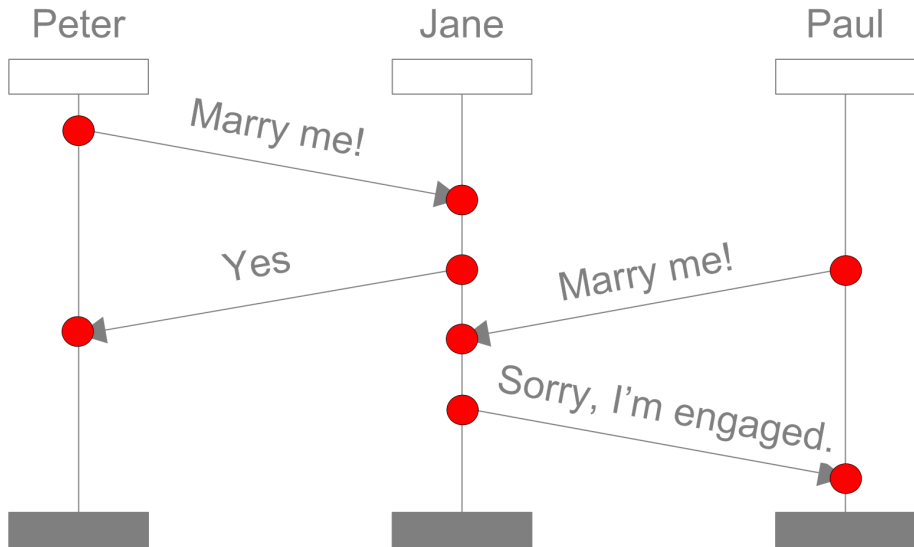 Peter
Jane
Paul
Marry me!
Yes
Marry me!
Sorry, I’m engaged.